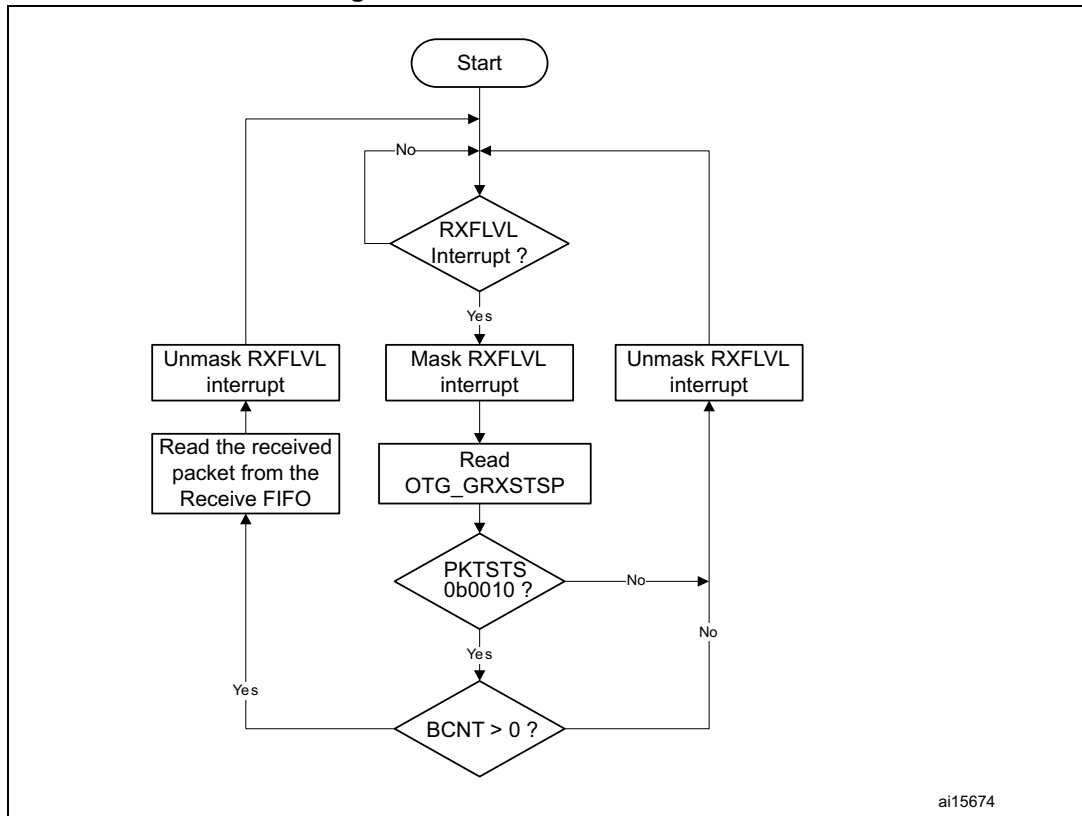 Start
No
RXFLVL
Interrupt ?
Yes
Unmask RXFLVL
interrupt
Mask RXFLVL
interrupt
Unmask RXFLVL
interrupt
Read the received
packet from the
Receive FIFO
Read
OTG_GRXSTSP
PKTSTS
0b0010 ?
No
No
Yes
Yes
BCNT > 0 ?
ai15674